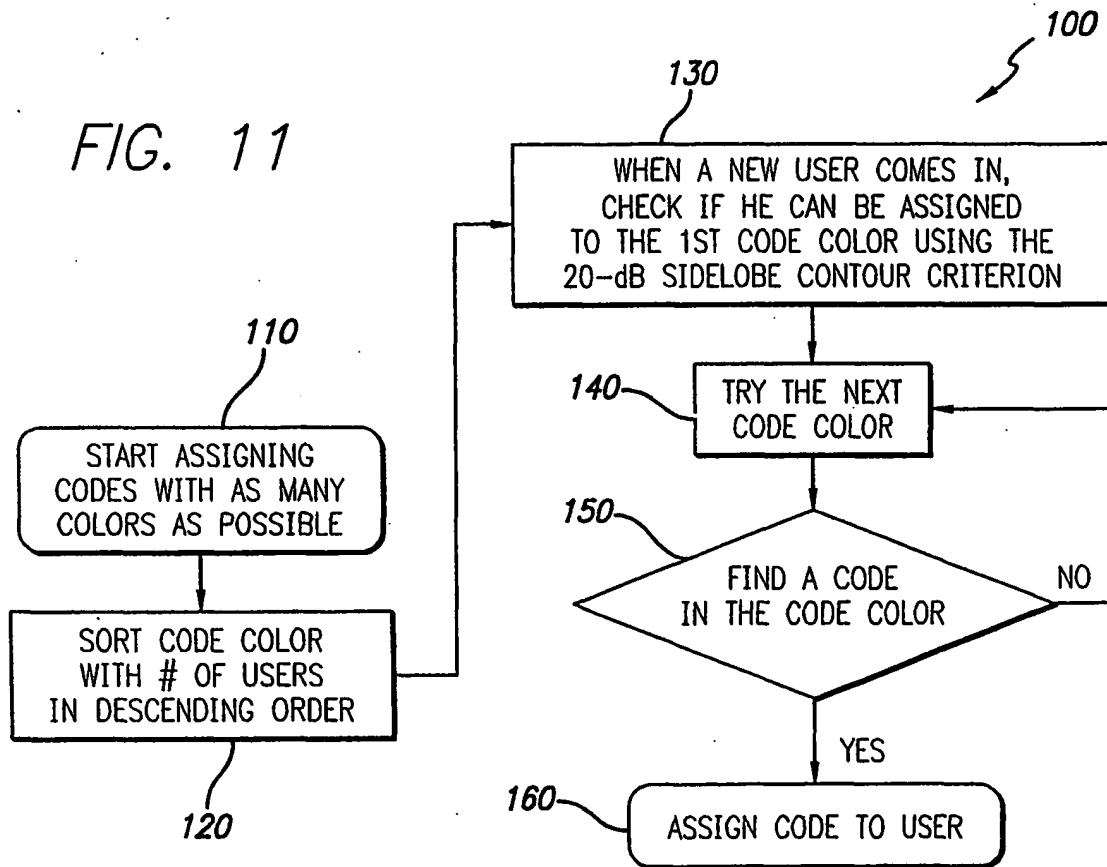 FIG. 11
100
110
START ASSIGNING
CODES WITH AS MANY
COLORS AS POSSIBLE
SORT CODE COLOR
WITH # OF USERS
IN DESCENDING ORDER
120
130
WHEN A NEW USER COMES IN,
CHECK IF HE CAN BE ASSIGNED
TO THE 1ST CODE COLOR USING THE
20-dB SIDELOBE CONTOUR CRITERION
140
TRY THE NEXT
CODE COLOR
150
FIND A CODE
IN THE CODE COLOR
NO
YES
160
ASSIGN CODE TO USER